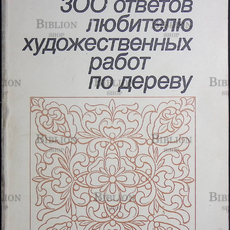 300 ответов
любителю
художественных
работ
по дереву